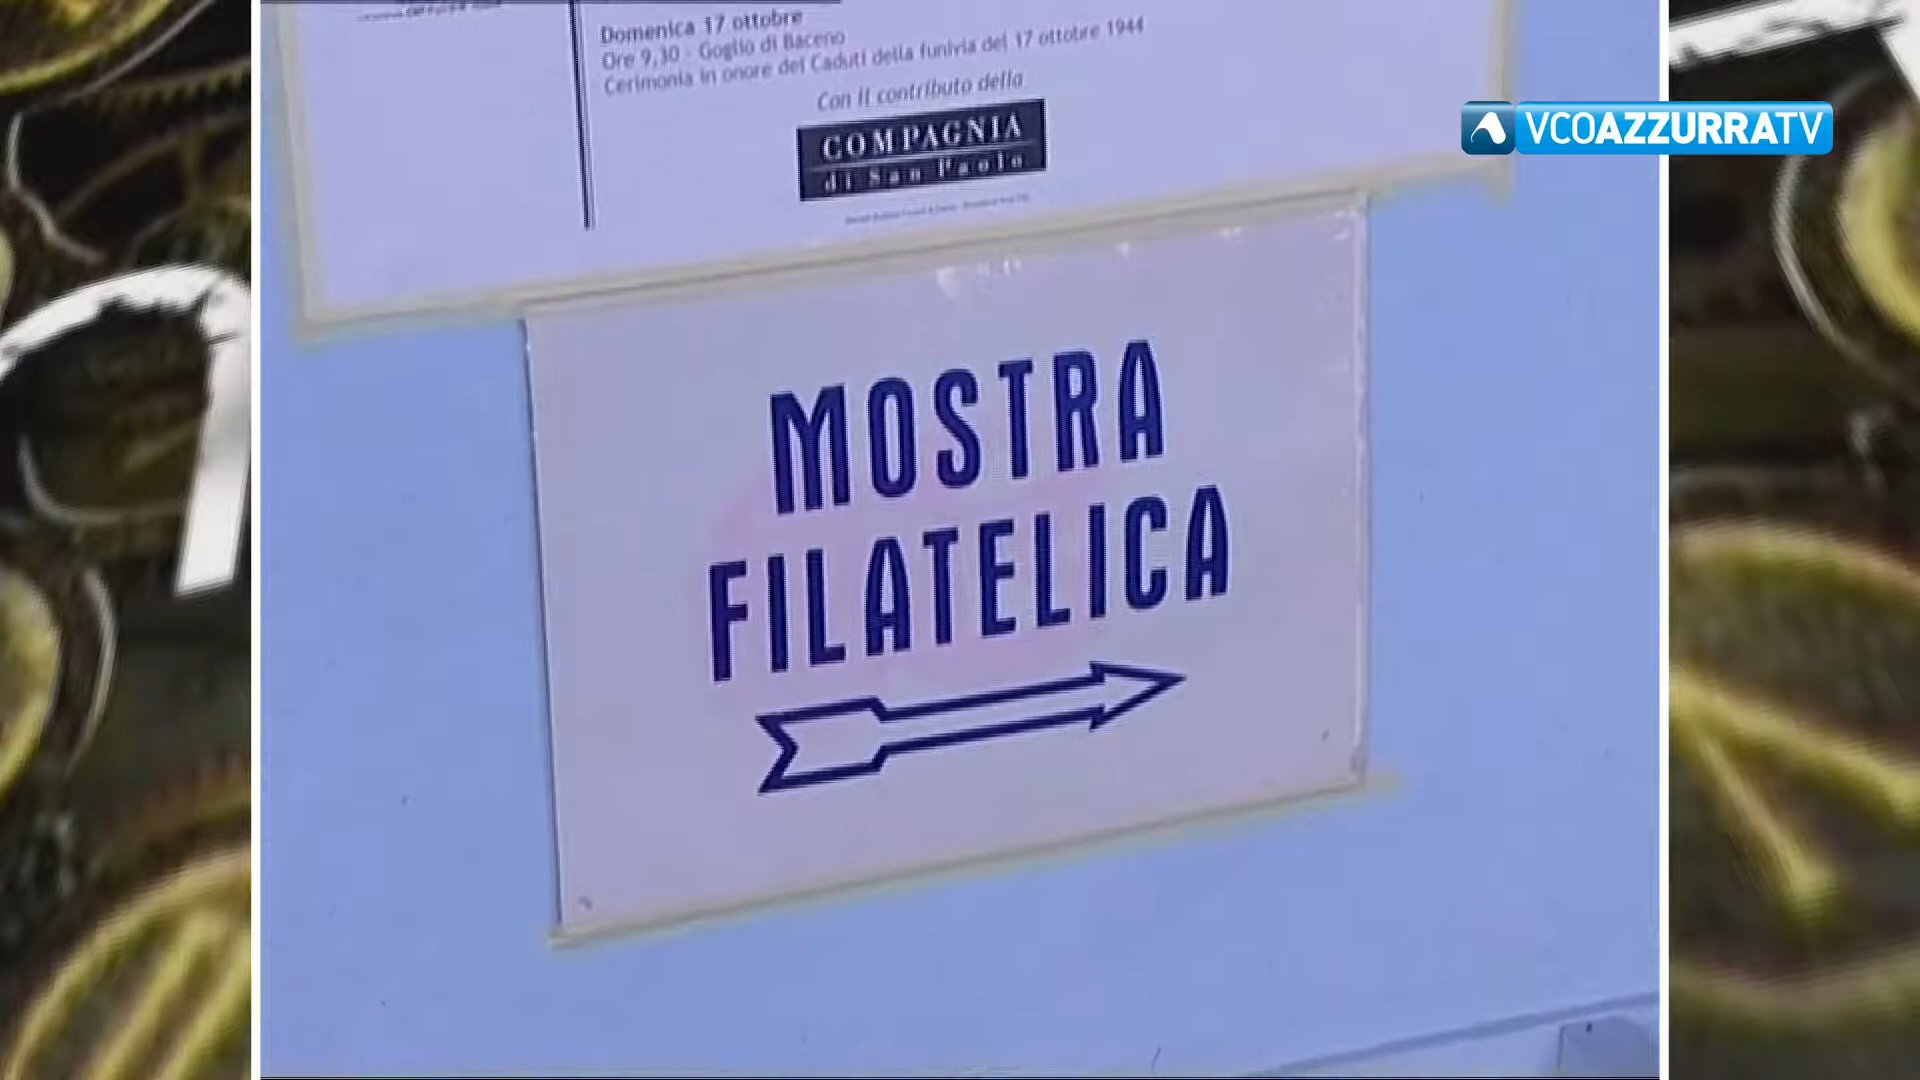 Domenica 17 ottobre
Ore 9,30 - Goglio di Baceno
Cerimonia in onore dei Caduti della funivia del 17 ottobre 1944
Con il contributo della
COMPAGNIA
di San Paolo
VCOAZZURRATV
MOSTRA
FILATELICA